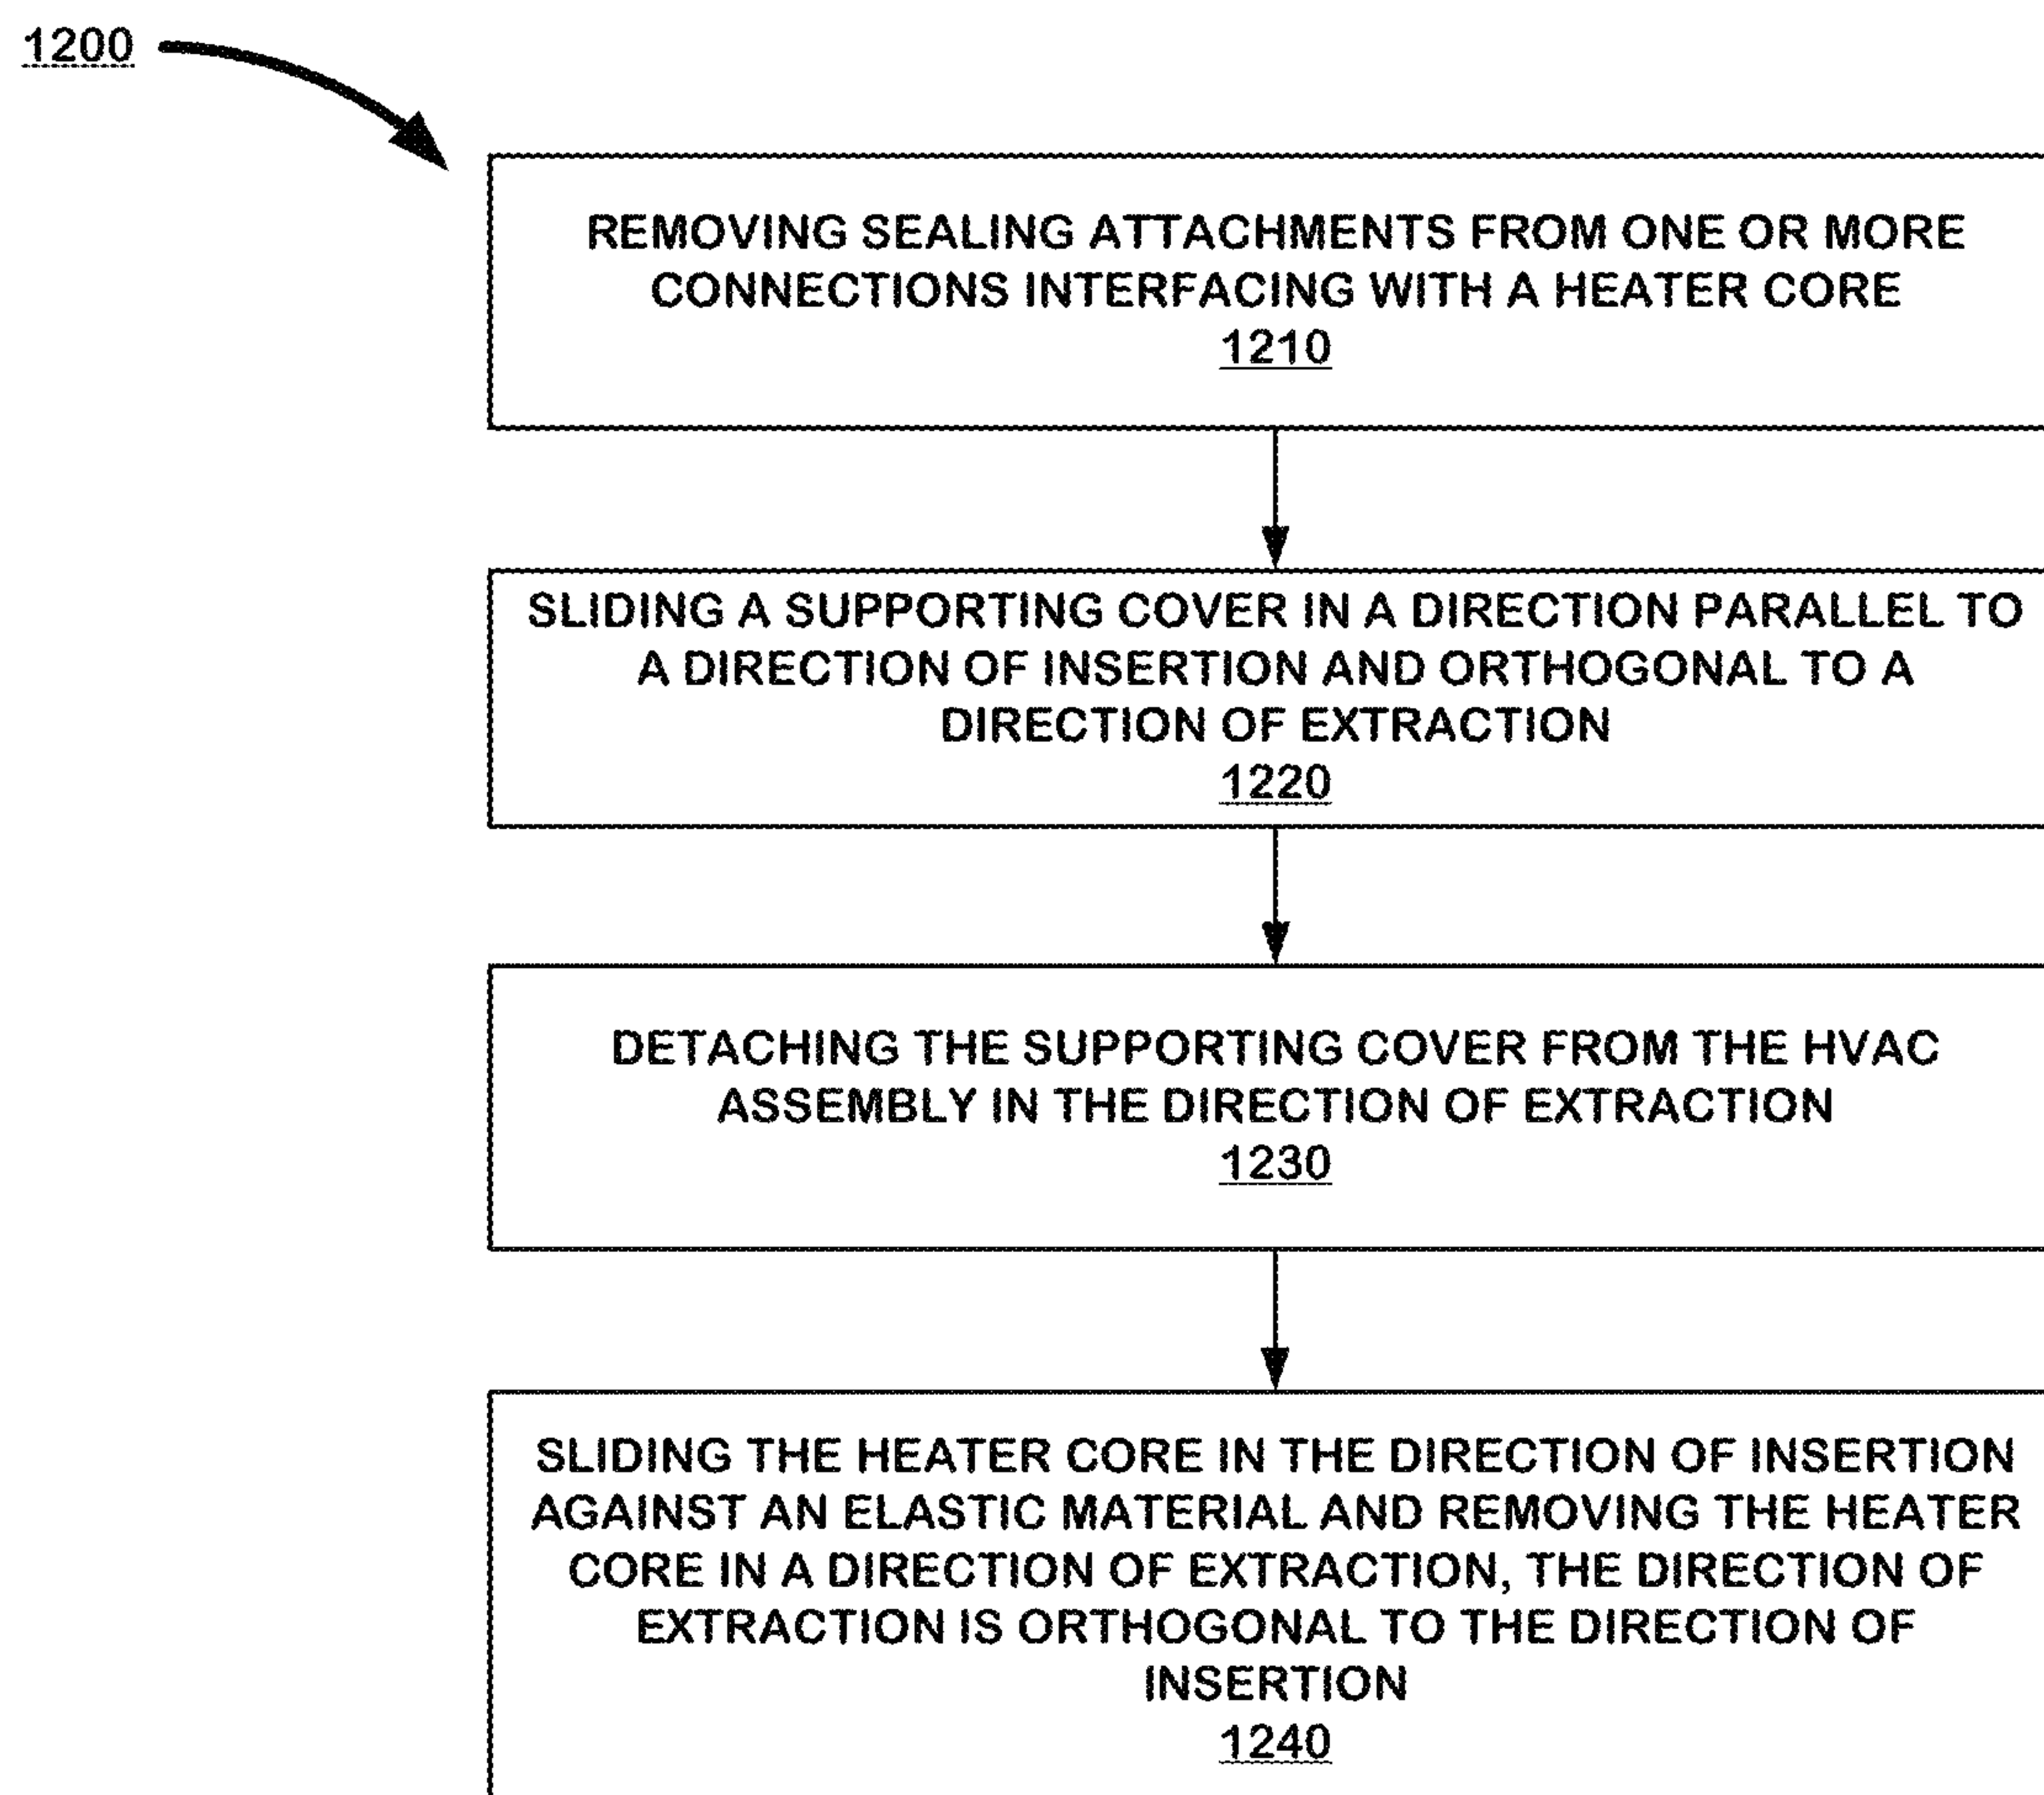 1200
REMOVING SEALING ATTACHMENTS FROM ONE OR MORE
CONNECTIONS INTERFACING WITH A HEATER CORE
1210
SLIDING A SUPPORTING COVER IN A DIRECTION PARALLEL TO
A DIRECTION OF INSERTION AND ORTHOGONAL TO A
DIRECTION OF EXTRACTION
1220
DETACHING THE SUPPORTING COVER FROM THE HVAC
ASSEMBLY IN THE DIRECTION OF EXTRACTION
1230
SLIDING THE HEATER CORE IN THE DIRECTION OF INSERTION
AGAINST AN ELASTIC MATERIAL AND REMOVING THE HEATER
CORE IN A DIRECTION OF EXTRACTION, THE DIRECTION OF
EXTRACTION IS ORTHOGONAL TO THE DIRECTION OF
INSERTION
1240